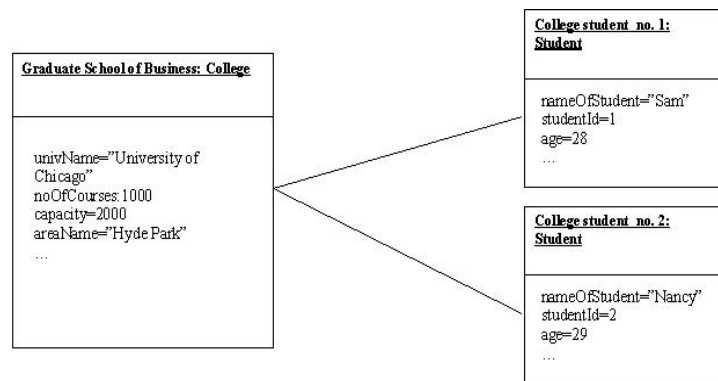 Graduate School of Business: College
univName="University of
Chicago"
noOfCourses:1000
capacity=2000
areaName="Hyde Park"
...
College student no. 1:
Student
nameOfStudent="Sam"
studentId=1
age=28
...
College student no. 2:
Student
nameOfStudent="Nancy"
studentId=2
age=29
...